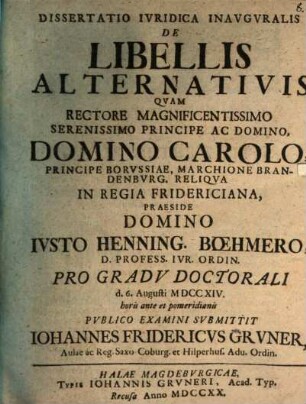 6.
DISSERTATIO IVRIDICA INAVGVRALIS
DE
LIBELLIS
ALTERNATIVIS
QVAM
RECTORE MAGNIFICENTISSIMO
SERENISSIMO PRINCIPE AC DOMINO,
DOMINO CAROLO,
PRINCIPE BORVSSIAE, MARCHIONE BRAN-
DENBVRG. RELIQVA
IN REGIA FRIDERICIANA,
PRAESIDE
DOMINO
IVSTO HENNING. BOEHMERO,
D. PROFESS. IVR. ORDIN.
PRO GRADV DOCTORALI
d. 6. Augusti MDCCXIV.
horis ante et pomeridianis
PVBLICO EXAMINI SVBMITTIT
IOHANNES FRIDERICVS GRVNER,
Aulae ac Reg. Saxo Coburg. et Hilperhus. Adu. Ordin.
HALAE MAGDEBVRGICAE,
Typis IOHANNIS GRVNERI, Acad. Typ.
Recusa Anno MDCCXX.